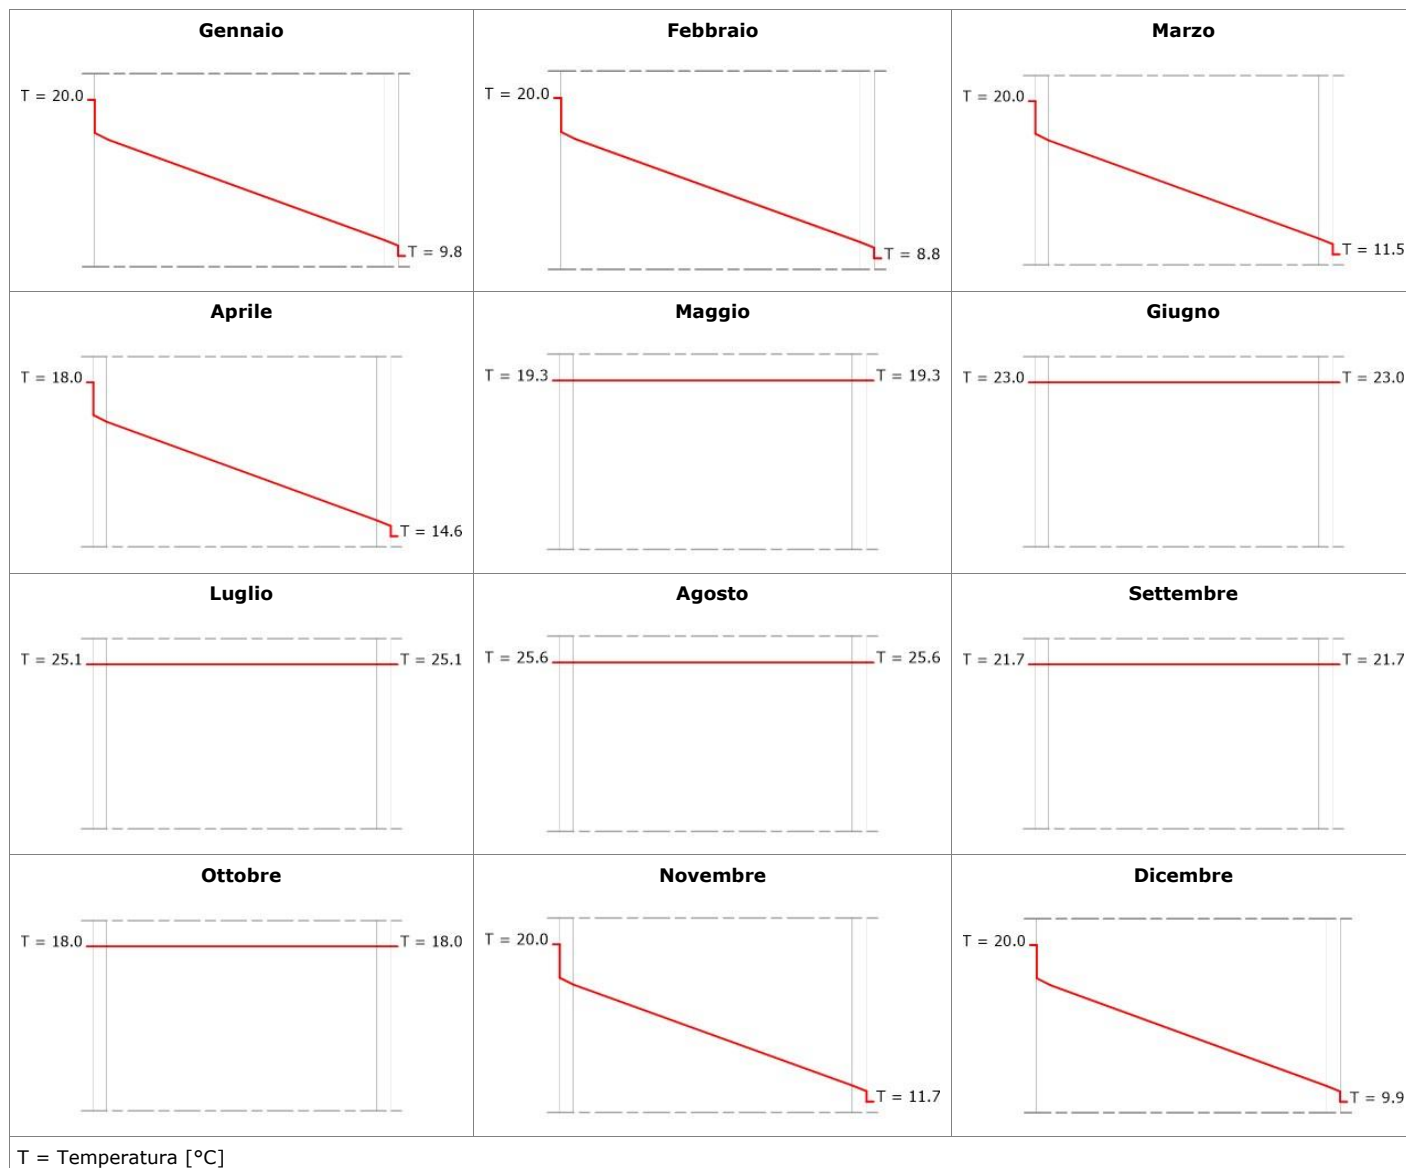 Gennaio
Febbraio
Marzo
T = 20.0
T = 9.8
T = 20.0
T = 8.8
T = 20.0
T = 11.5
Aprile
Maggio
Giugno
T = 18.0
T = 14.6
T = 19.3
T = 19.3
T = 23.0
T = 23.0
Luglio
Agosto
Settembre
T = 25.1
T = 25.1
T = 25.6
T = 25.6
T = 21.7
T = 21.7
Ottobre
Novembre
Dicembre
T = 18.0
T = 18.0
T = 20.0
T = 11.7
T = 20.0
T = 9.9
T = Temperatura [°C]